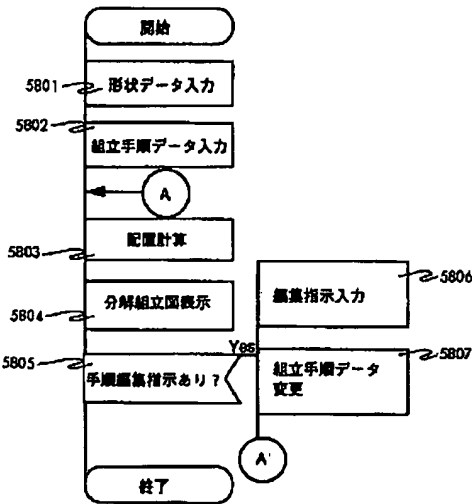 開始
5801
形状データ入力
5802
組立手順データ入力
A
5803
配置計算
5804
分解組立図表示
5805
手順編集指示あり?
Yes
5806
編集指示入力
5807
組立手順データ
変更
A'
終了